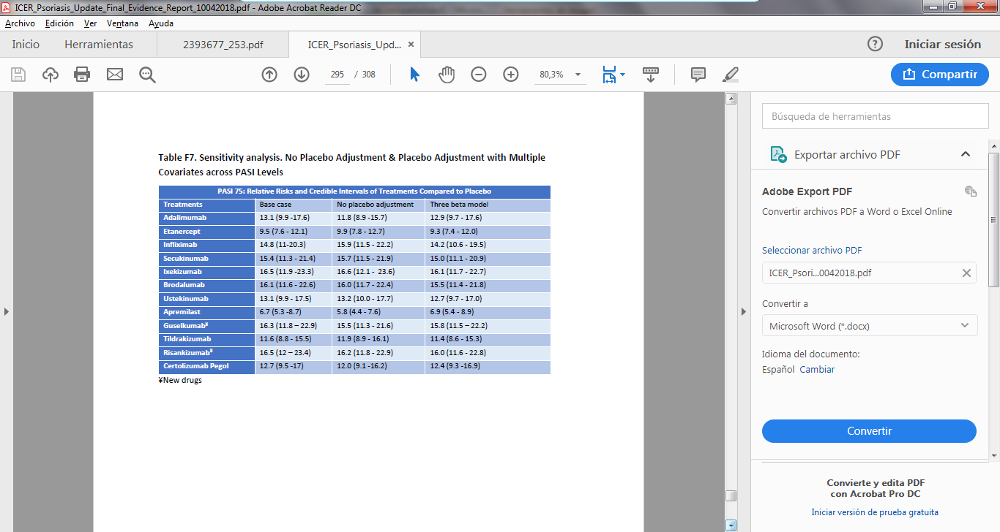 ICER_Psoriasis_Update_Final_Evidence_Report_10042018.pdf - Adobe Acrobat Reader DC
Archivo Edición Ver Ventana Ayuda
Inicio Herramientas 2393677_253.pdf ICER_Psoriasis_Upd... × Iniciar sesión
295 / 308 80,3% Compartir
Búsqueda de herramientas
Table F7. Sensitivity analysis. No Placebo Adjustment & Placebo Adjustment with Multiple
Covariates across PASI Levels
PASI 75: Relative Risks and Credible Intervals of Treatments Compared to Placebo
Treatments Base case No placebo adjustment Three beta model
Adalimumab 13.1 (9.9 -17.6) 11.8 (8.9 -15.7) 12.9 (9.7 - 17.6)
Etanercept 9.5 (7.6 - 12.1) 9.9 (7.8 - 12.7) 9.3 (7.4 - 12.0)
Infliximab 14.8 (11-20.3) 15.9 (11.5 - 22.2) 14.2 (10.6 - 19.5)
Secukinumab 15.4 (11.3 - 21.4) 15.7 (11.5 - 21.9) 15.0 (11.1 - 20.9)
Ixekizumab 16.5 (11.9 -23.3) 16.6 (12.1 - 23.6) 16.1 (11.7 - 22.7)
Brodalumab 16.1 (11.6 - 22.6) 16.0 (11.7 - 22.4) 15.5 (11.4 - 21.8)
Ustekinumab 13.1 (9.9 - 17.5) 13.2 (10.0 - 17.7) 12.7 (9.7 - 17.0)
Apremilast 6.7 (5.3 -8.7) 5.8 (4.4 - 7.6) 6.9 (5.4 - 8.9)
Guselkumab¥ 16.3 (11.8 – 22.9) 15.5 (11.3 - 21.6) 15.8 (11.5 – 22.2)
Tildrakizumab 11.6 (8.8 - 15.5) 11.9 (8.9 - 16.1) 11.4 (8.6 - 15.3)
Risankizumab¥ 16.5 (12 – 23.4) 16.2 (11.8 - 22.9) 16.0 (11.6 - 22.8)
Certolizumab Pegol 12.7 (9.5 -17) 12.0 (9.1 -16.2) 12.4 (9.3 -16.9)
¥New drugs
Exportar archivo PDF
Adobe Export PDF
Convertir archivos PDF a Word o Excel Online
Seleccionar archivo PDF
ICER_Psori...0042018.pdf
Convertir a
Microsoft Word (*.docx)
Idioma del documento:
Español Cambiar
Convertir
Convierte y edita PDF
con Acrobat Pro DC
Iniciar versión de prueba gratuita